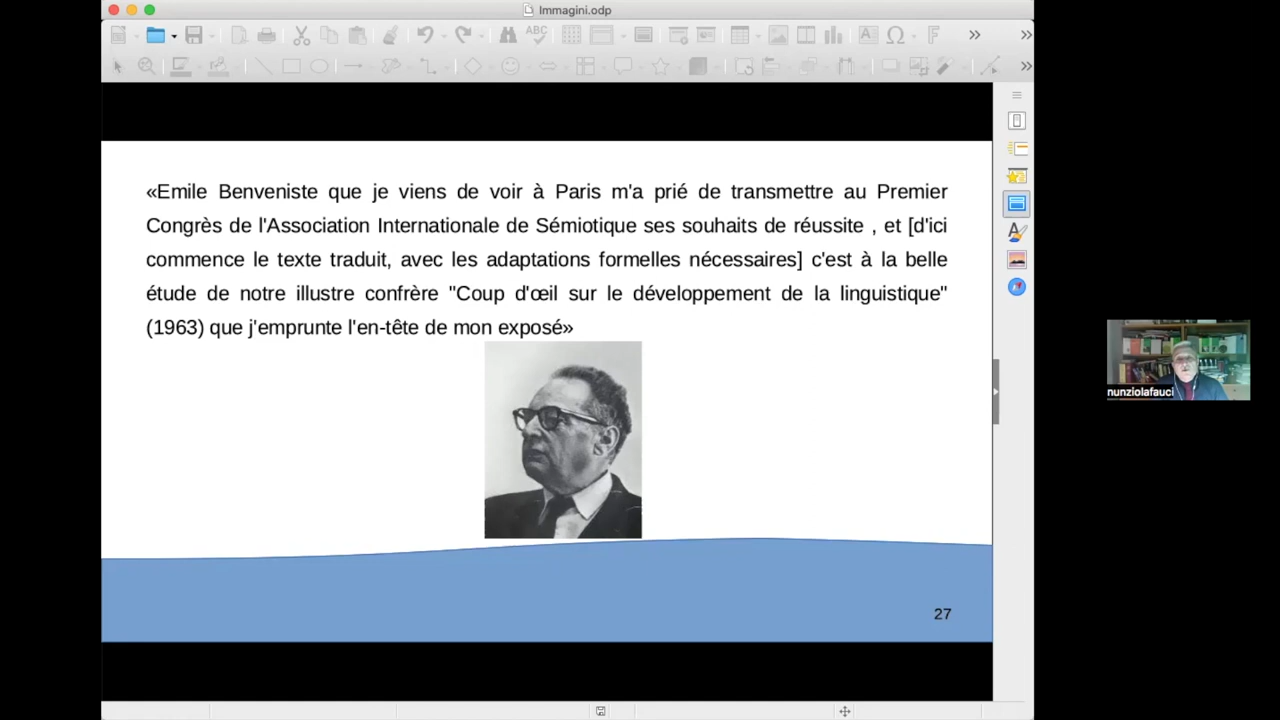 Immagini.odp
«Emile Benveniste que je viens de voir à Paris m'a prié de transmettre au Premier
Congrès de l'Association Internationale de Sémiotique ses souhaits de réussite , et [d'ici
commence le texte traduit, avec les adaptations formelles nécessaires] c'est à la belle
étude de notre illustre confrère "Coup d'œil sur le développement de la linguistique"
(1963) que j'emprunte l'en-tête de mon exposé»
27
nunziolafauci